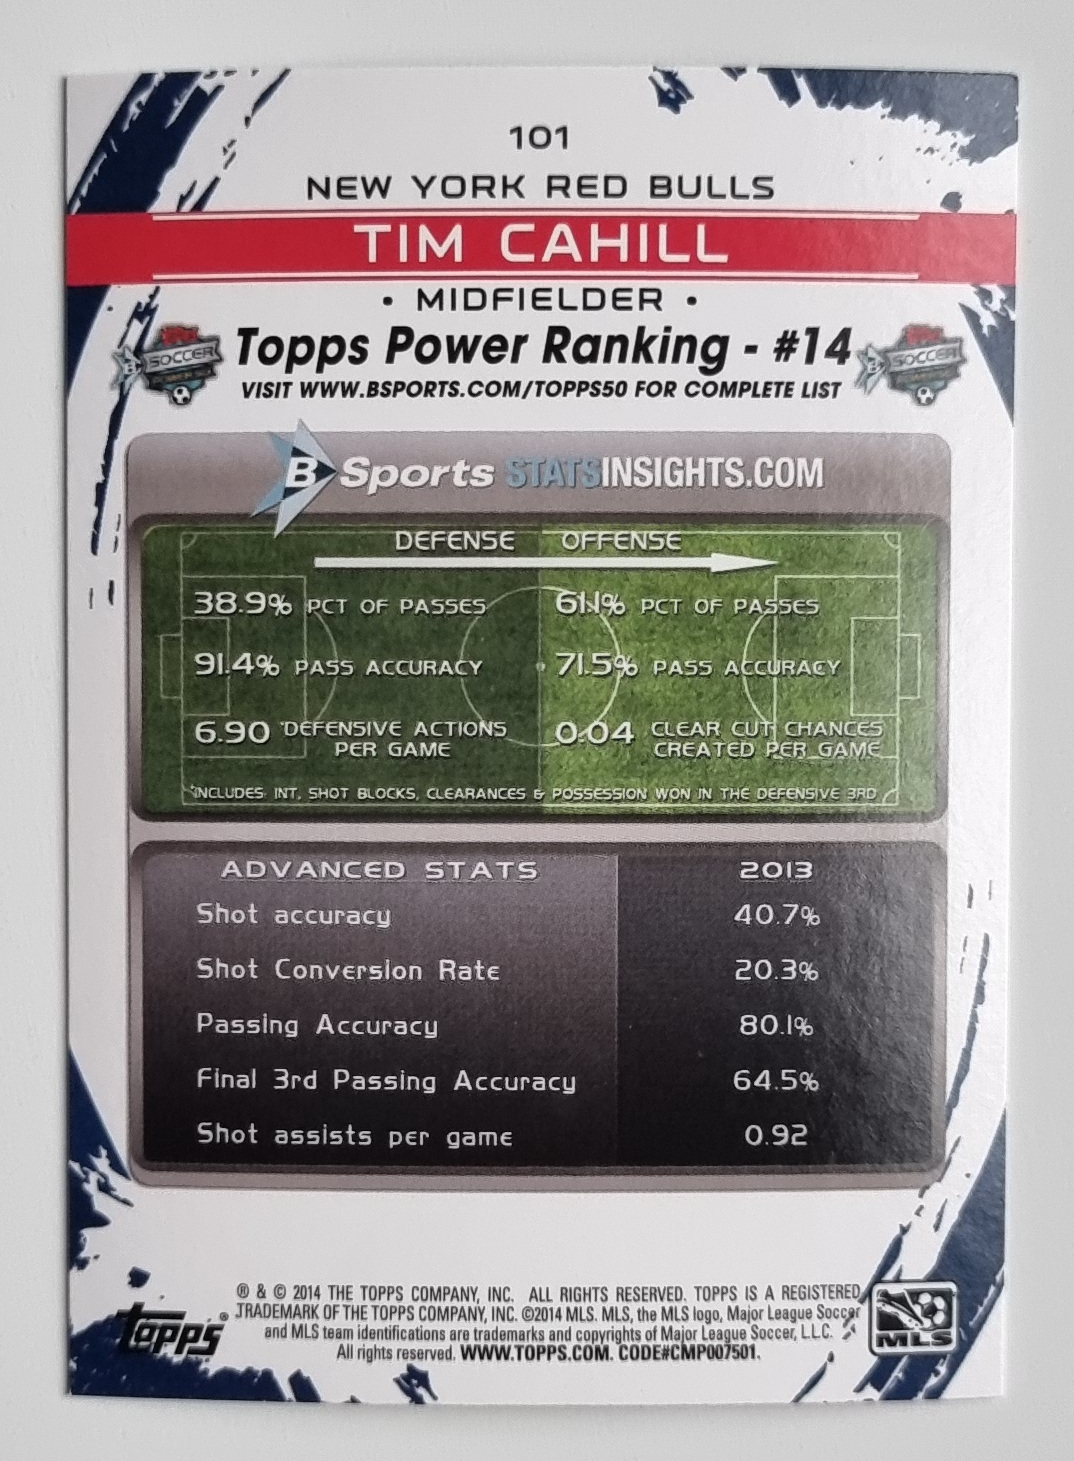 101
NEW YORK RED BULLS
TIM CAHILL
• MIDFIELDER •
Topps Power Ranking - #14
SOCCER
SOCCER
VISIT WWW.BSPORTS.COM/TOPPS50 FOR COMPLETE LIST
B Sports STATSINSIGHTS.COM
DEFENSE OFFENSE
38.9% PCT OF PASSES 61.1% PCT OF PASSES
91.4% PASS ACCURACY 71.5% PASS ACCURACY
6.90 *DEFENSIVE ACTIONS PER GAME 0.04 CLEAR CUT CHANCES CREATED PER GAME
*INCLUDES INT, SHOT BLOCKS, CLEARANCES & POSSESSION WON IN THE DEFENSIVE 3RD
ADVANCED STATS 2013
Shot accuracy 40.7%
Shot Conversion Rate 20.3%
Passing Accuracy 80.1%
Final 3rd Passing Accuracy 64.5%
Shot assists per game 0.92
® & © 2014 THE TOPPS COMPANY, INC. ALL RIGHTS RESERVED. TOPPS IS A REGISTERED
TRADEMARK OF THE TOPPS COMPANY, INC. ©2014 MLS. MLS, the MLS logo, Major League Soccer
and MLS team identifications are trademarks and copyrights of Major League Soccer, L.L.C.
All rights reserved. WWW.TOPPS.COM. CODE#CMP007501.
topps®
MLS